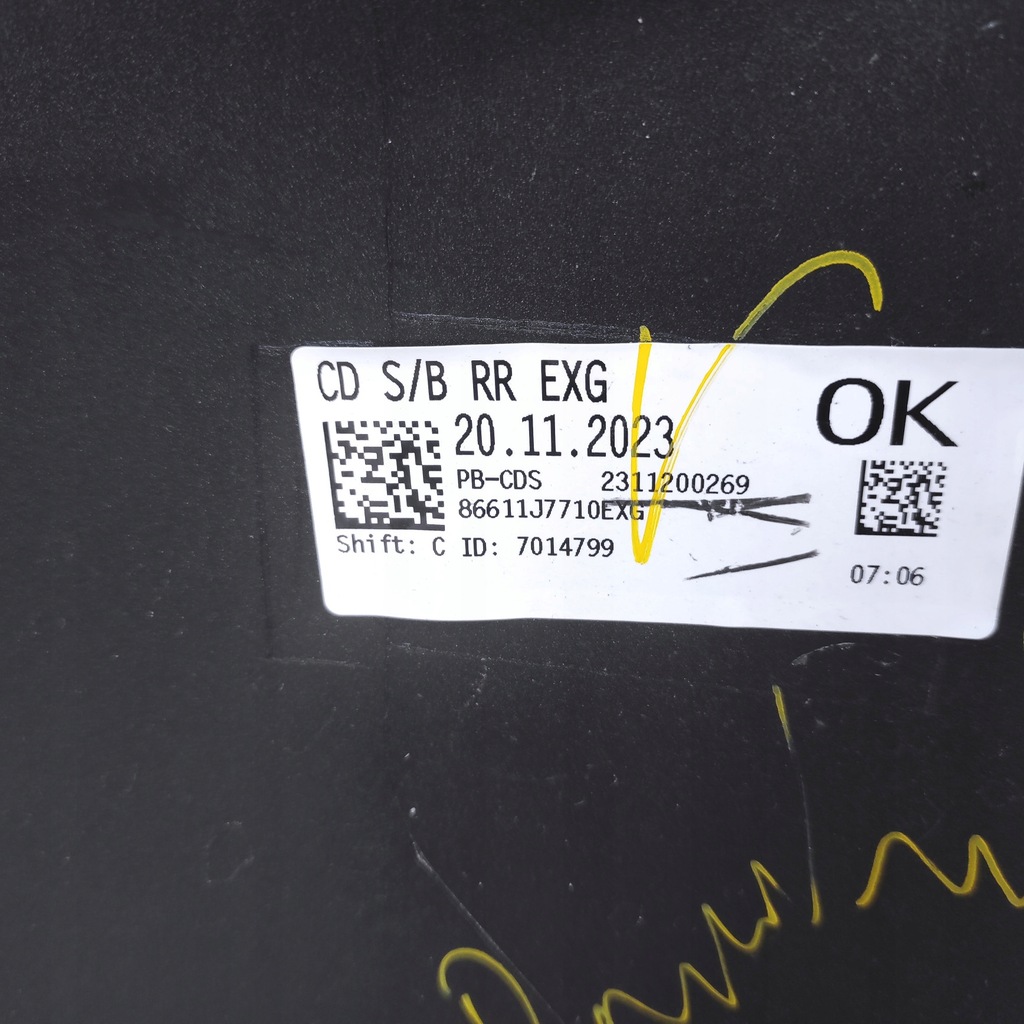 CD S/B RR EXG
OK
20.11.2023
PB-CDS 2311200269
86611J7710EXG
Shift: C ID: 7014799
07:06